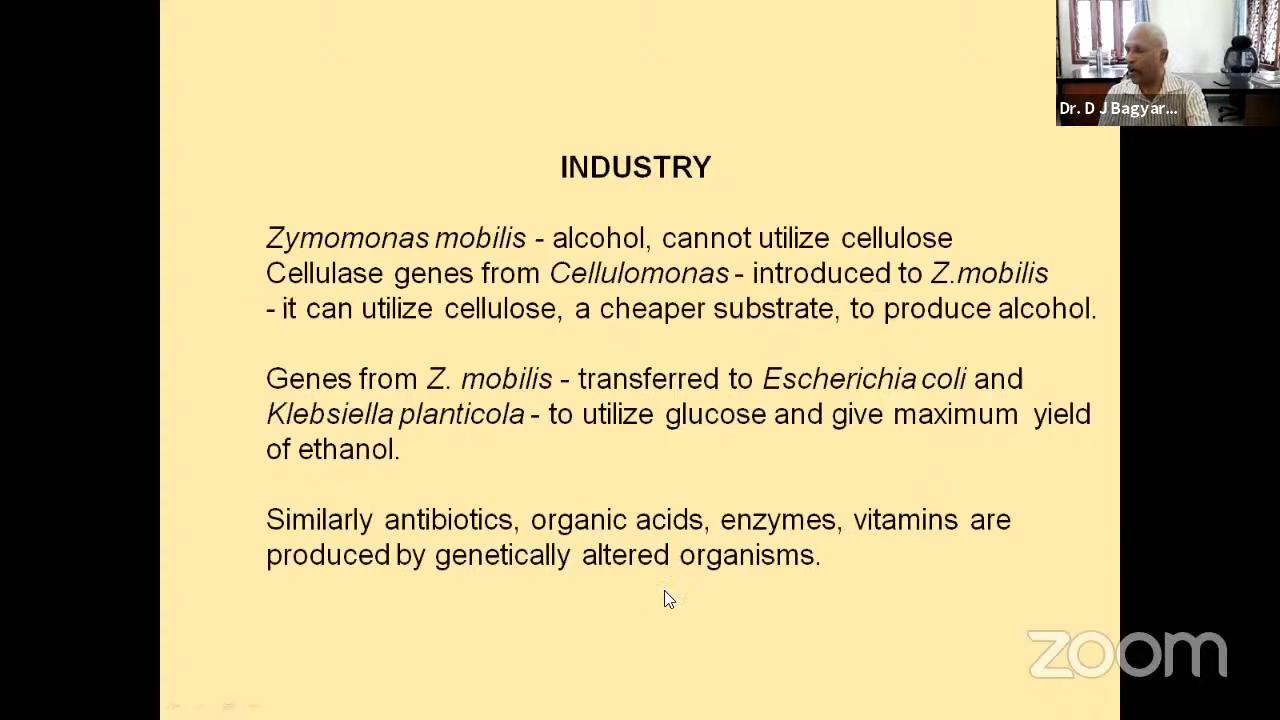 Dr. D J Bagyar...
INDUSTRY
Zymomonas mobilis - alcohol, cannot utilize cellulose
Cellulase genes from Cellulomonas - introduced to Z.mobilis
- it can utilize cellulose, a cheaper substrate, to produce alcohol.
Genes from Z. mobilis - transferred to Escherichia coli and
Klebsiella planticola - to utilize glucose and give maximum yield
of ethanol.
Similarly antibiotics, organic acids, enzymes, vitamins are
produced by genetically altered organisms.
zoom